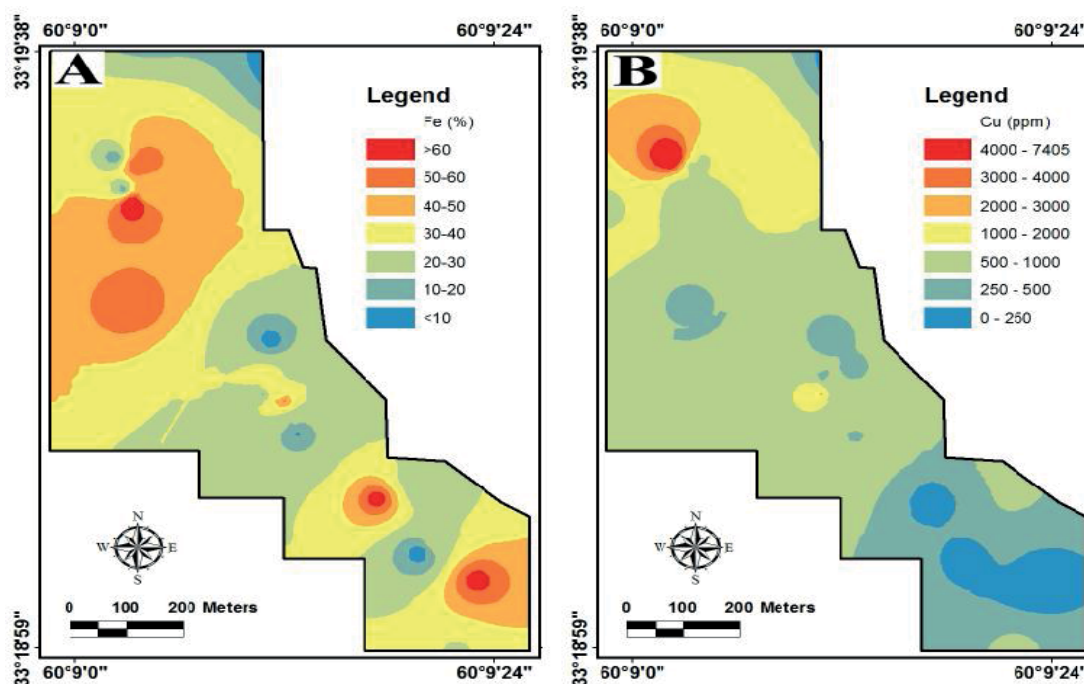 60°9'0"
60°9'24"
33°19'38"
A
Legend
Fe (%)
>60
50-60
40-50
30-40
20-30
10-20
<10
N
W
E
S
0 100 200 Meters
33°18'59"
60°9'0"
60°9'24"
60°9'0"
60°9'24"
33°19'38"
B
Legend
Cu (ppm)
4000 - 7405
3000 - 4000
2000 - 3000
1000 - 2000
500 - 1000
250 - 500
0 - 250
N
W
E
S
0 100 200 Meters
33°18'59"
60°9'0"
60°9'24"